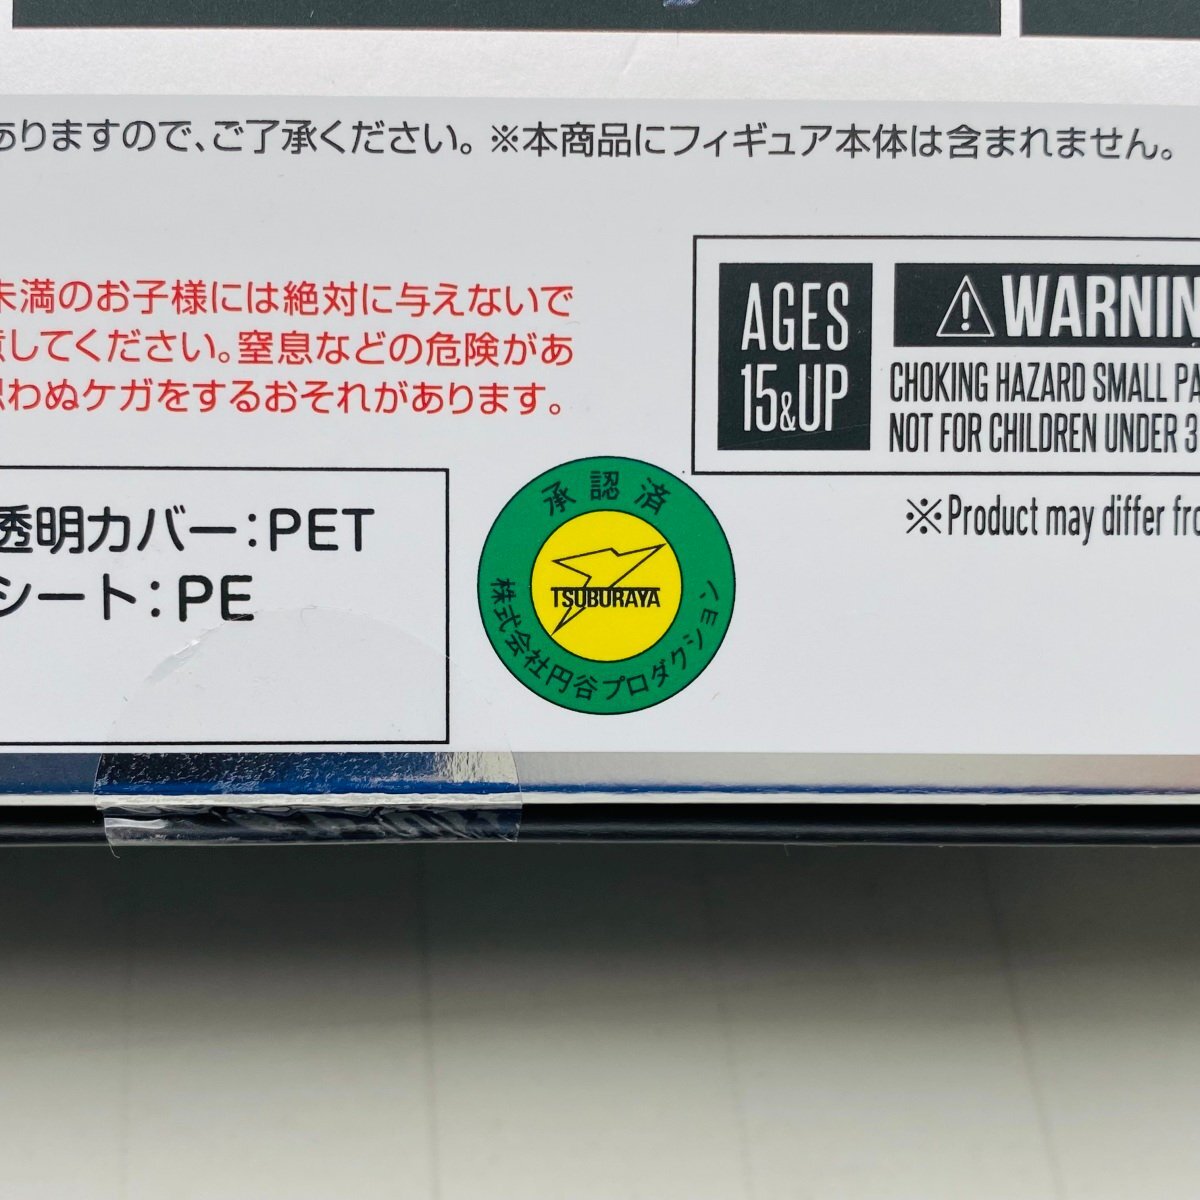 ありますので、ご了承ください。※本商品にフィギュア本体は含まれません。
未満のお子様には絶対に与えないで
してください。窒息などの危険があ
わぬケガをするおそれがあります。
AGES
15&UP
WARNIN
CHOKING HAZARD SMALL PA
NOT FOR CHILDREN UNDER 3
※Product may differ fro
透明カバー:PET
シート:PE
承認済
TSUBURAYA
株式会社円谷プロダクション